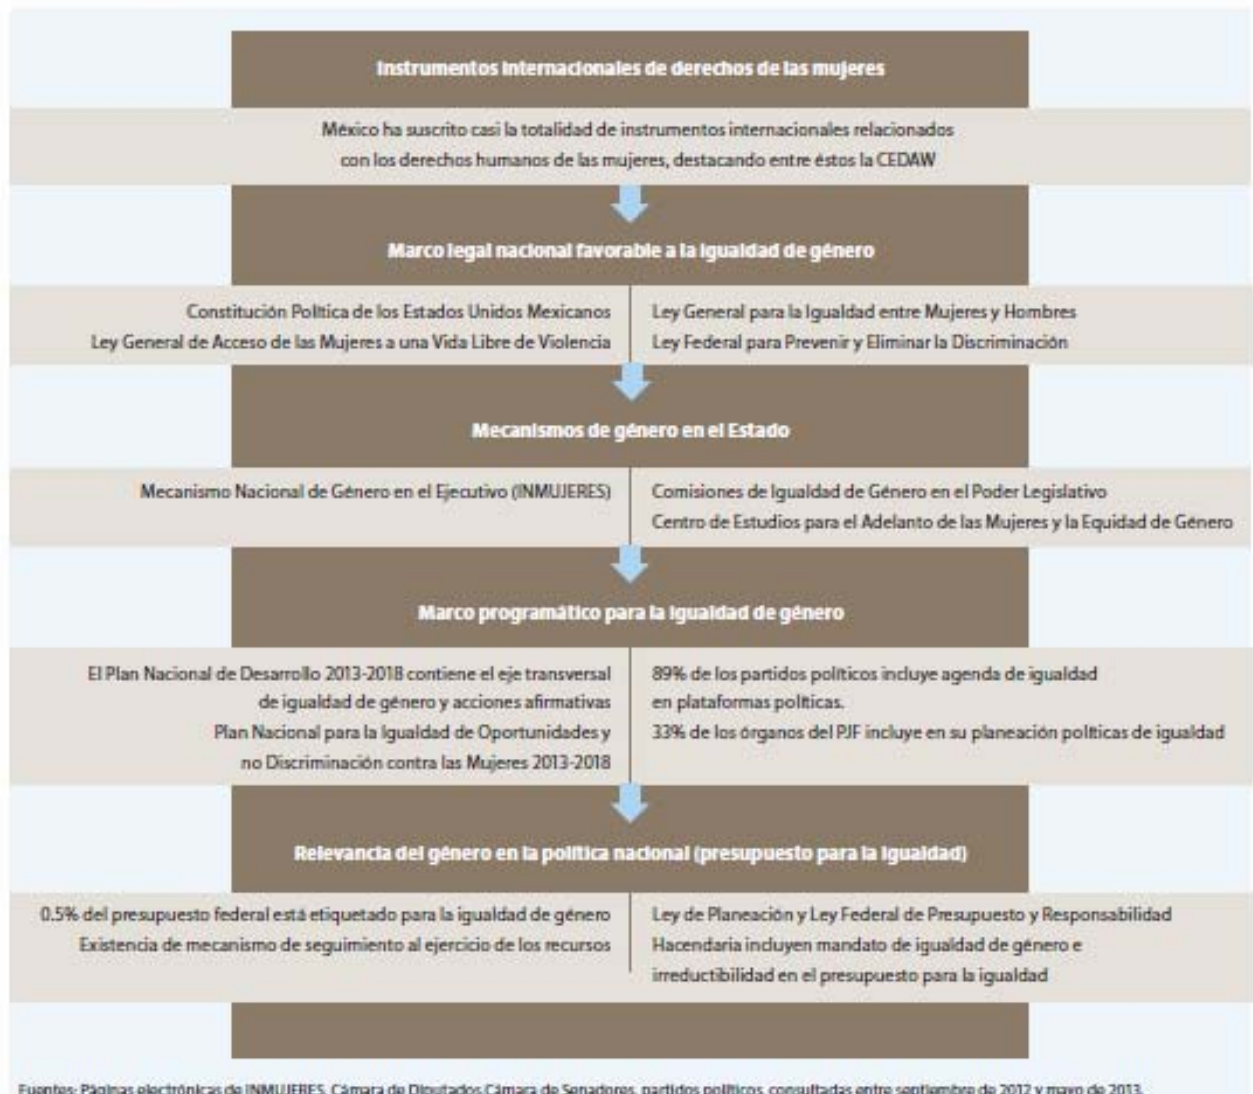 Instrumentos internacionales de derechos de las mujeres
México ha suscrito casi la totalidad de instrumentos internacionales relacionados
con los derechos humanos de las mujeres, destacando entre éstos la CEDAW
Marco legal nacional favorable a la igualdad de género
Constitución Política de los Estados Unidos Mexicanos
Ley General de Acceso de las Mujeres a una Vida Libre de Violencia
Ley General para la Igualdad entre Mujeres y Hombres
Ley Federal para Prevenir y Eliminar la Discriminación
Mecanismos de género en el Estado
Mecanismo Nacional de Género en el Ejecutivo (INMUJERES)
Comisiones de Igualdad de Género en el Poder Legislativo
Centro de Estudios para el Adelanto de las Mujeres y la Equidad de Género
Marco programático para la igualdad de género
El Plan Nacional de Desarrollo 2013-2018 contiene el eje transversal
de igualdad de género y acciones afirmativas
Plan Nacional para la Igualdad de Oportunidades y
no Discriminación contra las Mujeres 2013-2018
89% de los partidos políticos incluye agenda de igualdad
en plataformas políticas.
33% de los órganos del PJF incluye en su planeación políticas de igualdad
Relevancia del género en la política nacional (presupuesto para la igualdad)
0.5% del presupuesto federal está etiquetado para la igualdad de género
Existencia de mecanismo de seguimiento al ejercicio de los recursos
Ley de Planeación y Ley Federal de Presupuesto y Responsabilidad
Hacendaria incluyen mandato de igualdad de género e
irreductibilidad en el presupuesto para la igualdad
Fuentes: Páginas electrónicas de INMUJERES, Cámara de Diputados, Cámara de Senadores, partidos políticos, consultadas entre septiembre de 2012 y mayo de 2013.